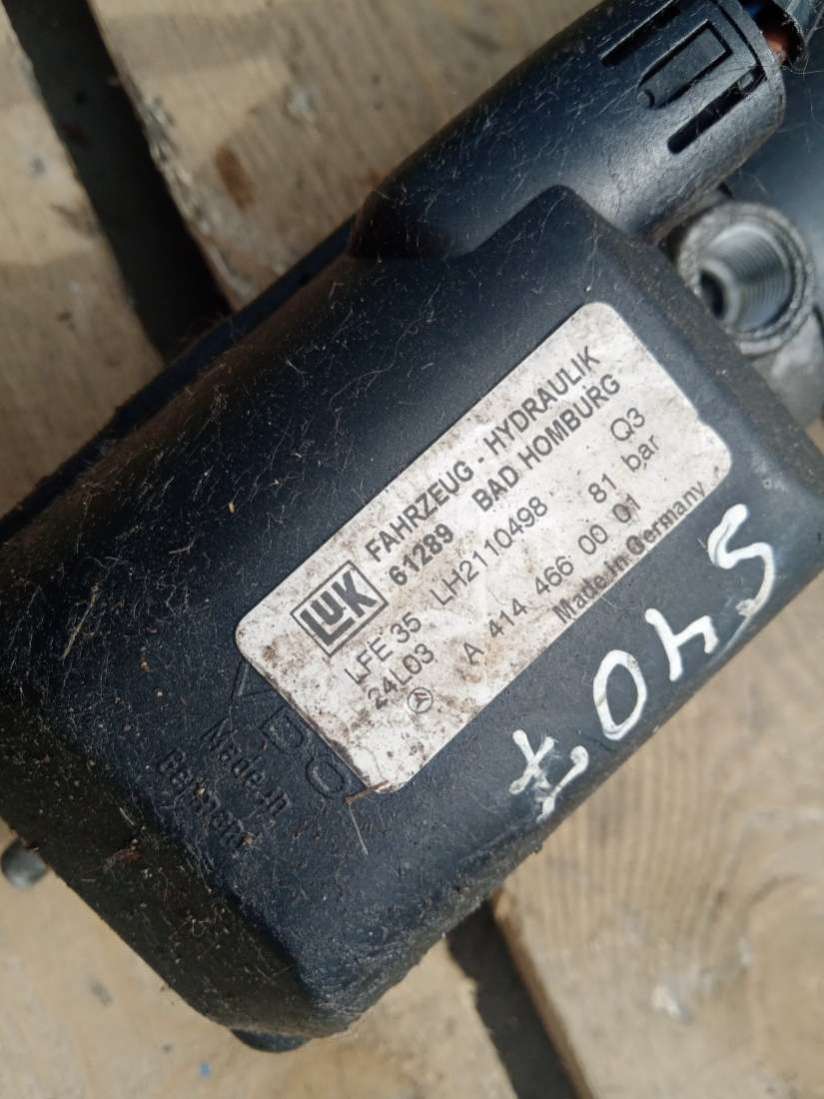 LUK
FAHRZEUG - HYDRAULIK
61289 BAD HOMBURG
LFE 35 LH2110498 Q3
24L03 81 bar
A 414 466 00 01
Made in Germany
VDO
Made in
Germany
5407